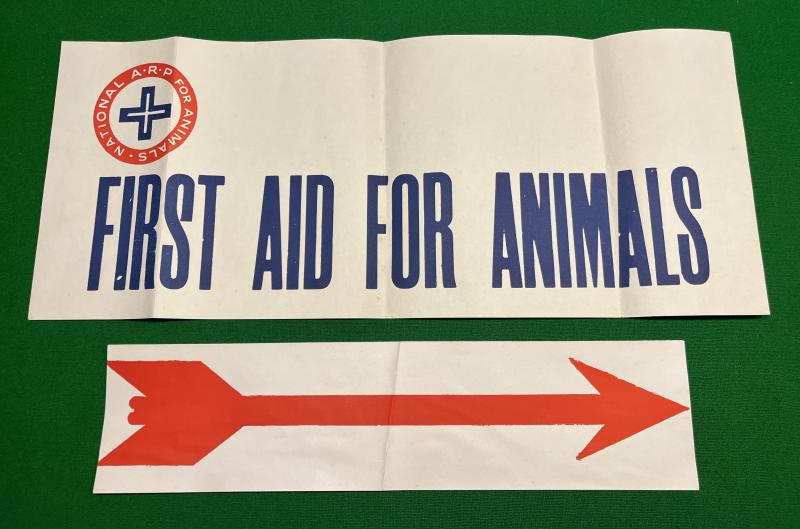 NATIONAL A·R·P FOR ANIMALS·
FIRST AID FOR ANIMALS